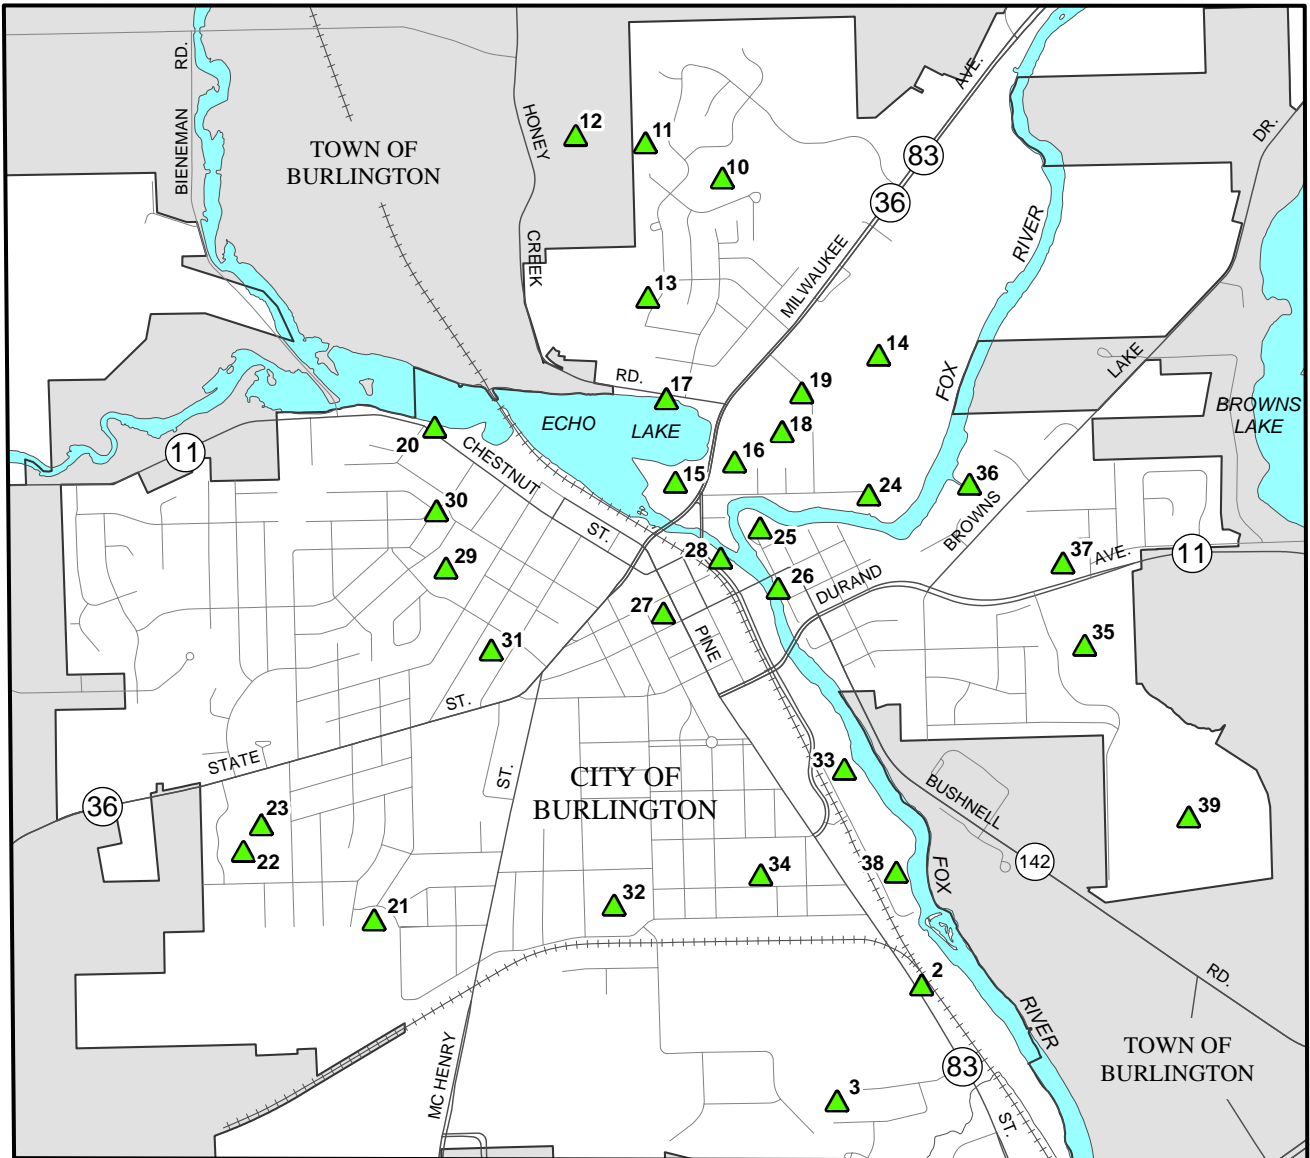 BIENEMAN RD.
TOWN OF
BURLINGTON
HONEY CREEK RD.
12
11
10
13
MILWAUKEE AVE.
83
36
FOX RIVER
DR.
14
19
18
17
16
15
ECHO LAKE
LAKE
BROWNS
LAKE
11
20
CHESTNUT ST.
30
29
31
24
25
36
BROWNS
28
26
27
DURAND AVE.
37
11
PINE
35
STATE ST.
36
23
22
21
ST.
CITY OF
BURLINGTON
33
BUSHNELL
142
39
34
38
32
FOX
2
RIVER
RD.
TOWN OF
BURLINGTON
83
3
MC HENRY
ST.